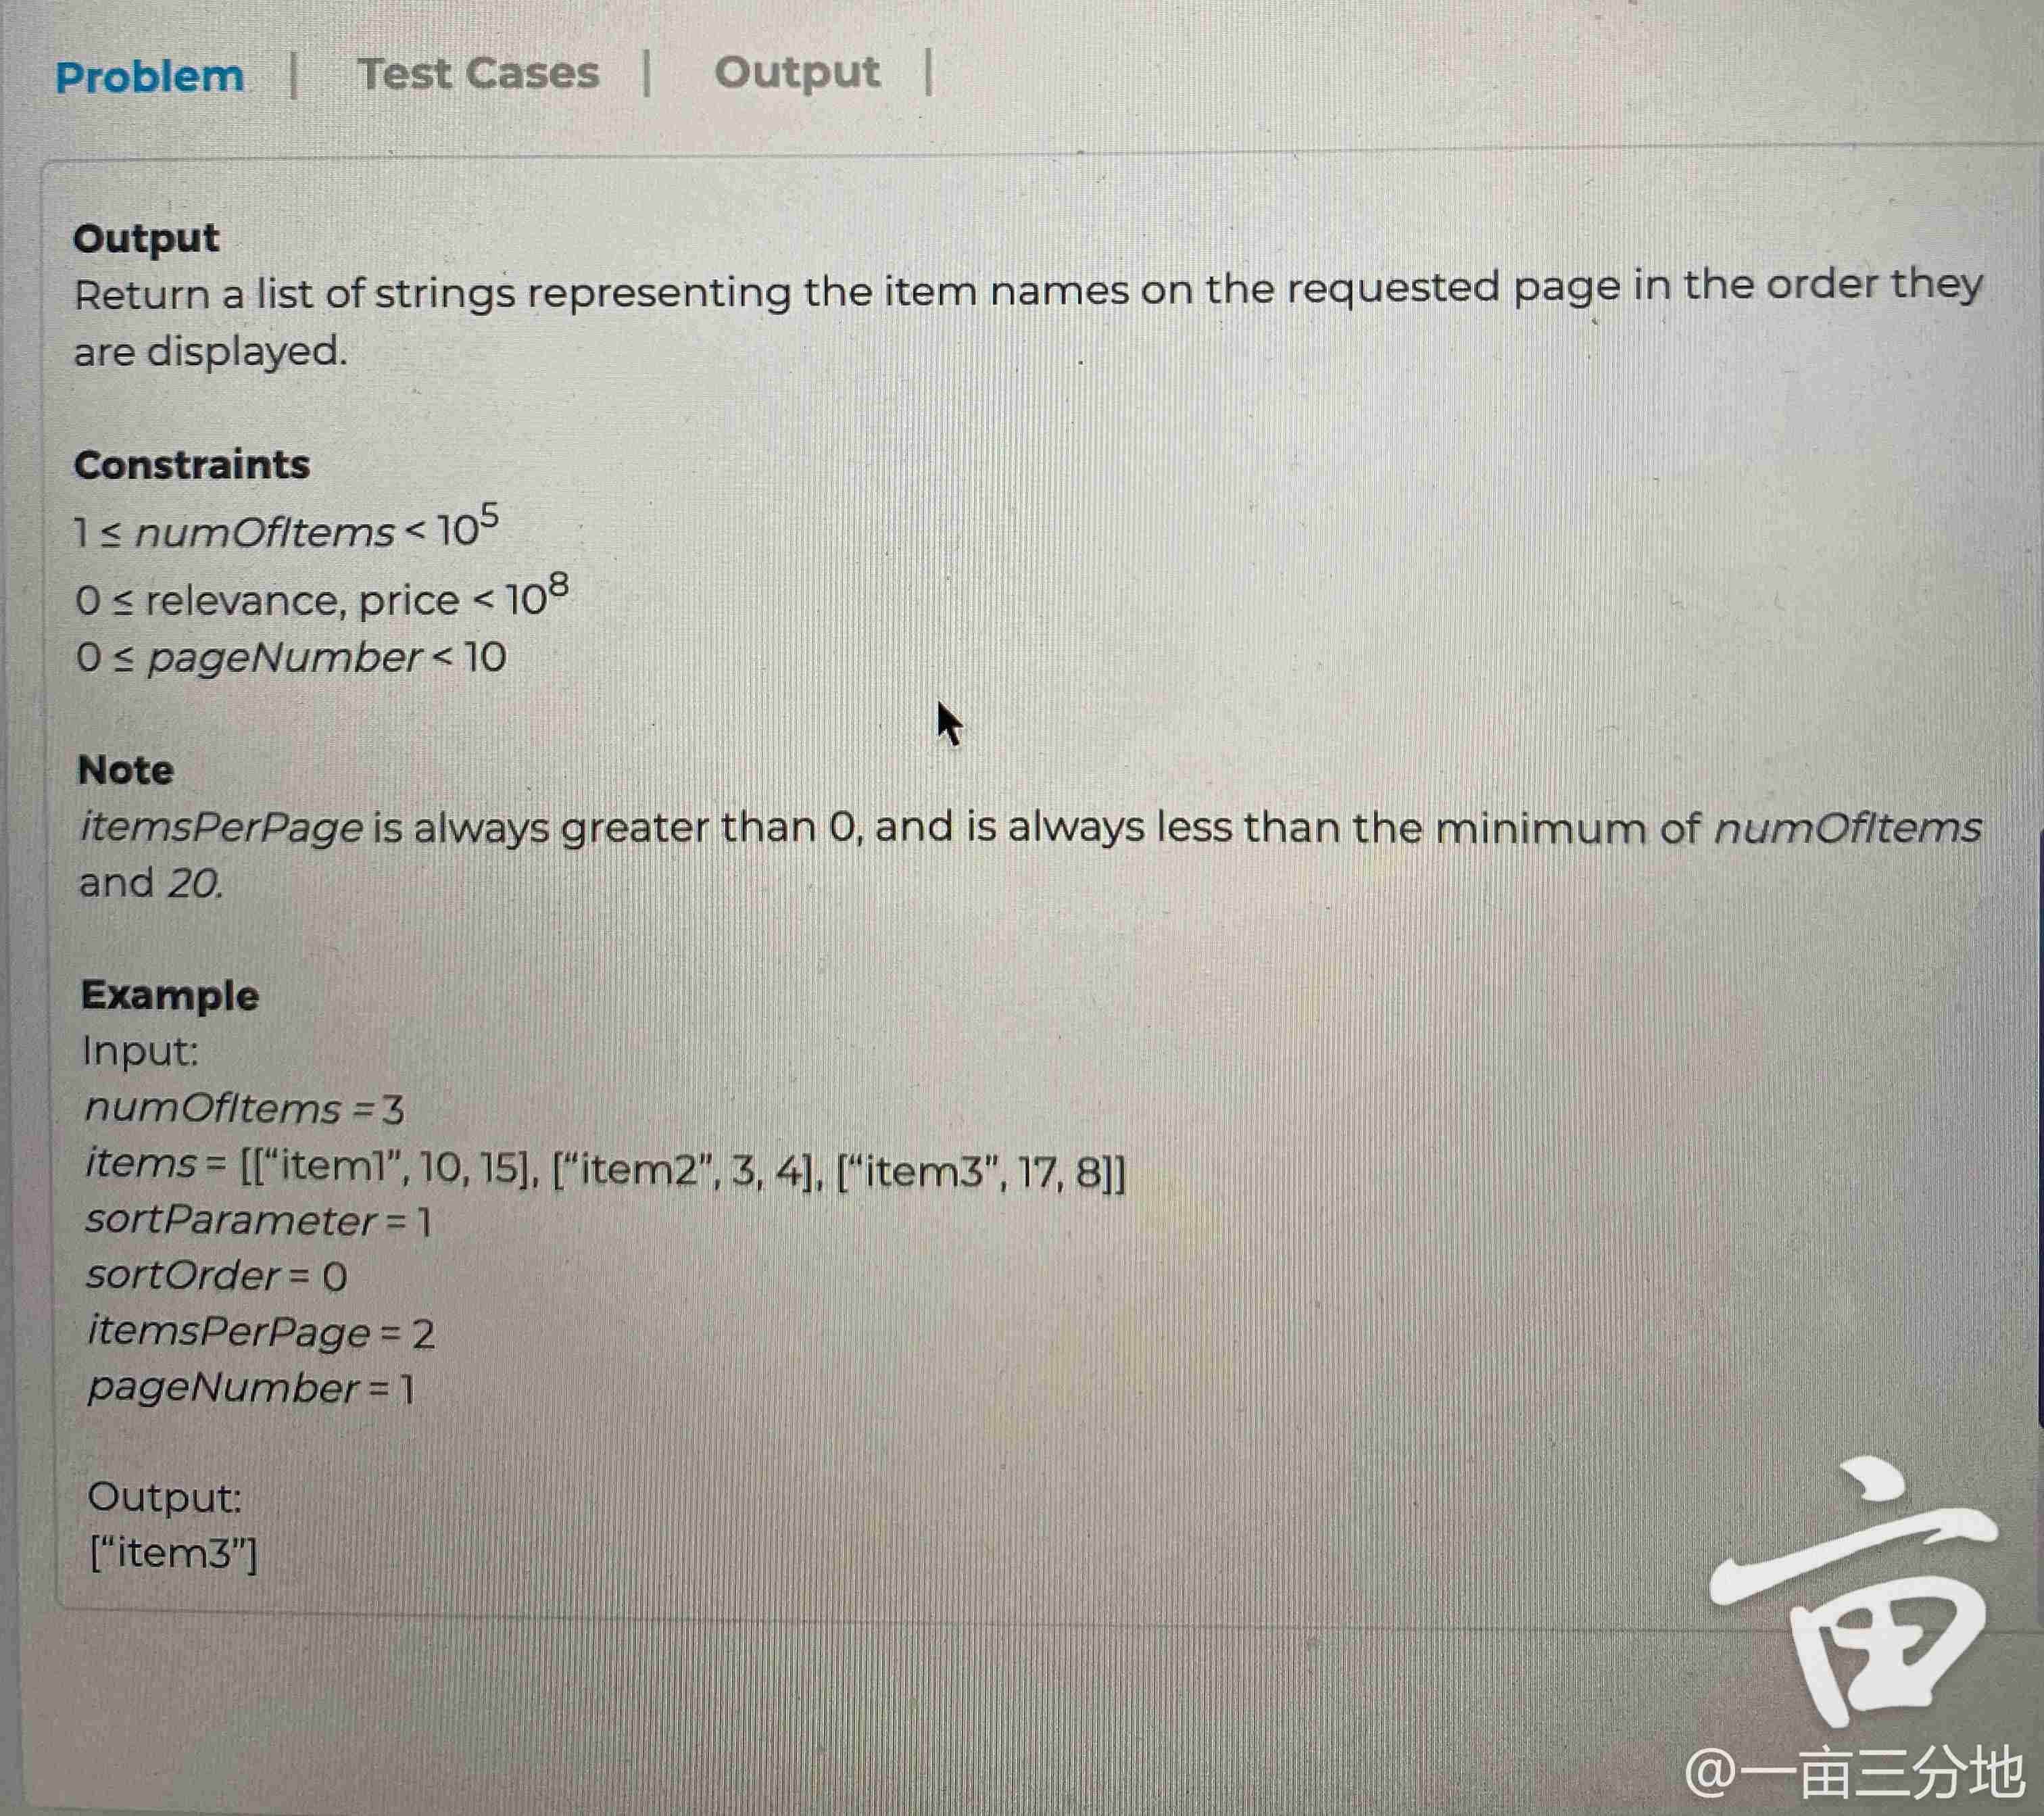 Problem | Test Cases | Output |
Output
Return a list of strings representing the item names on the requested page in the order they
are displayed.
Constraints
1 ≤ numOfItems < 10^5
0 ≤ relevance, price < 10^8
0 ≤ pageNumber < 10
Note
itemsPerPage is always greater than 0, and is always less than the minimum of numOfItems
and 20.
Example
Input:
numOfItems = 3
items = [[“item1”, 10, 15], [“item2”, 3, 4], [“item3”, 17, 8]]
sortParameter = 1
sortOrder = 0
itemsPerPage = 2
pageNumber = 1
Output:
[“item3”]
亩
@一亩三分地